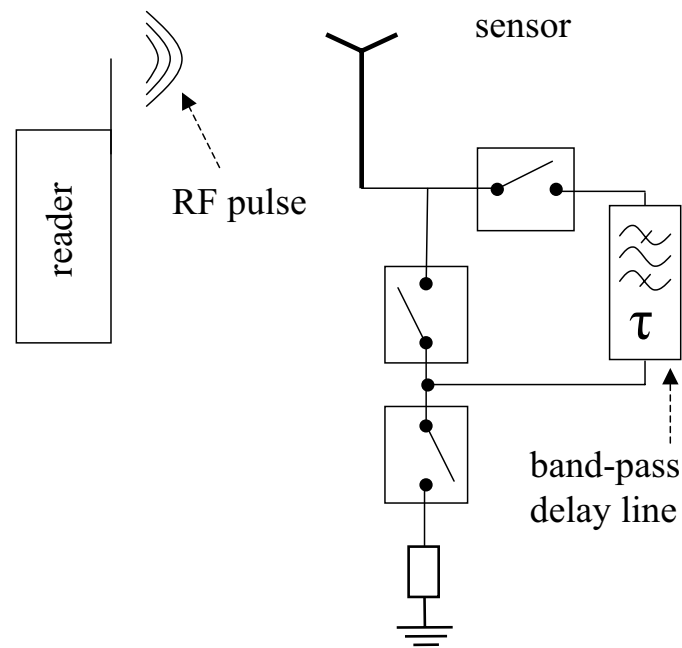 sensor
RF pulse
reader
τ
band-pass
delay line